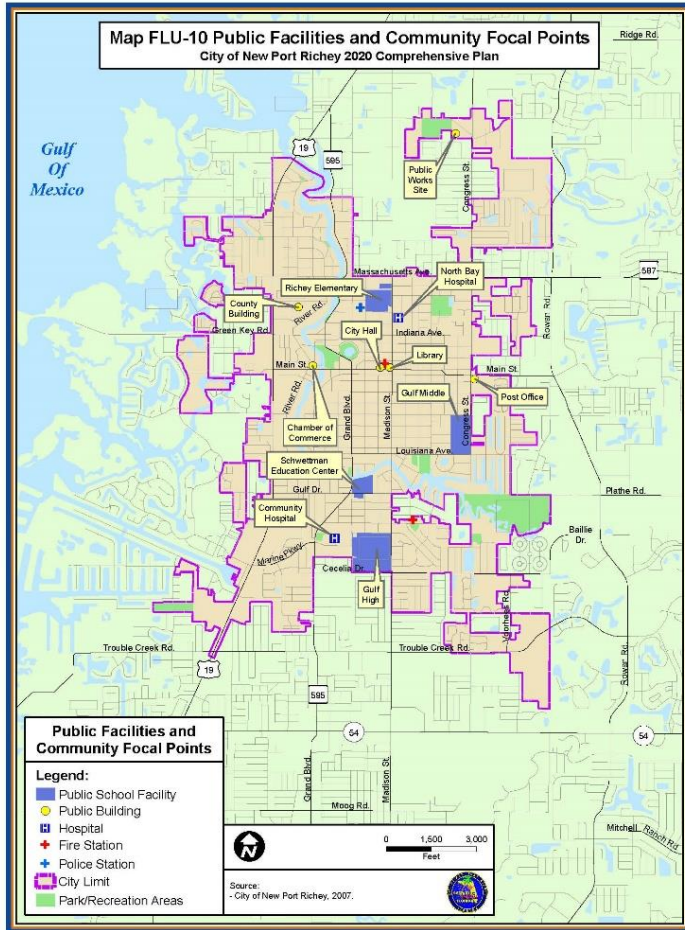 Map FLU-10 Public Facilities and Community Focal Points
City of New Port Richey 2020 Comprehensive Plan
Ridge Rd.
Gulf
Of
Mexico
19
595
Public
Works
Site
Congress St.
Massachusetts Ave.
587
Richey Elementary
North Bay
Hospital
County
Building
River Rd.
Green Key Rd.
Indiana Ave.
Rowan Rd.
City Hall
Library
Main St.
Main St.
Post Office
River Rd.
Chamber of
Commerce
Grand Blvd.
Madison St.
Gulf Middle
Congress St.
Louisiana Ave.
Schwettman
Education Center
Gulf Dr.
Plathe Rd.
Community
Hospital
Baillie
Dr.
Marine Pkwy.
Cecelia Dr.
Gulf
High
Voorhees Rd.
Trouble Creek Rd.
Trouble Creek Rd.
Rowan Rd.
19
595
54
54
Grand Blvd.
Madison St.
Moog Rd.
Mitchell Ranch Rd.
Public Facilities and
Community Focal Points
Legend:
Public School Facility
Public Building
H Hospital
Fire Station
Police Station
City Limit
Park/Recreation Areas
N
0 1,500 3,000
Feet
Source:
- City of New Port Richey, 2007.